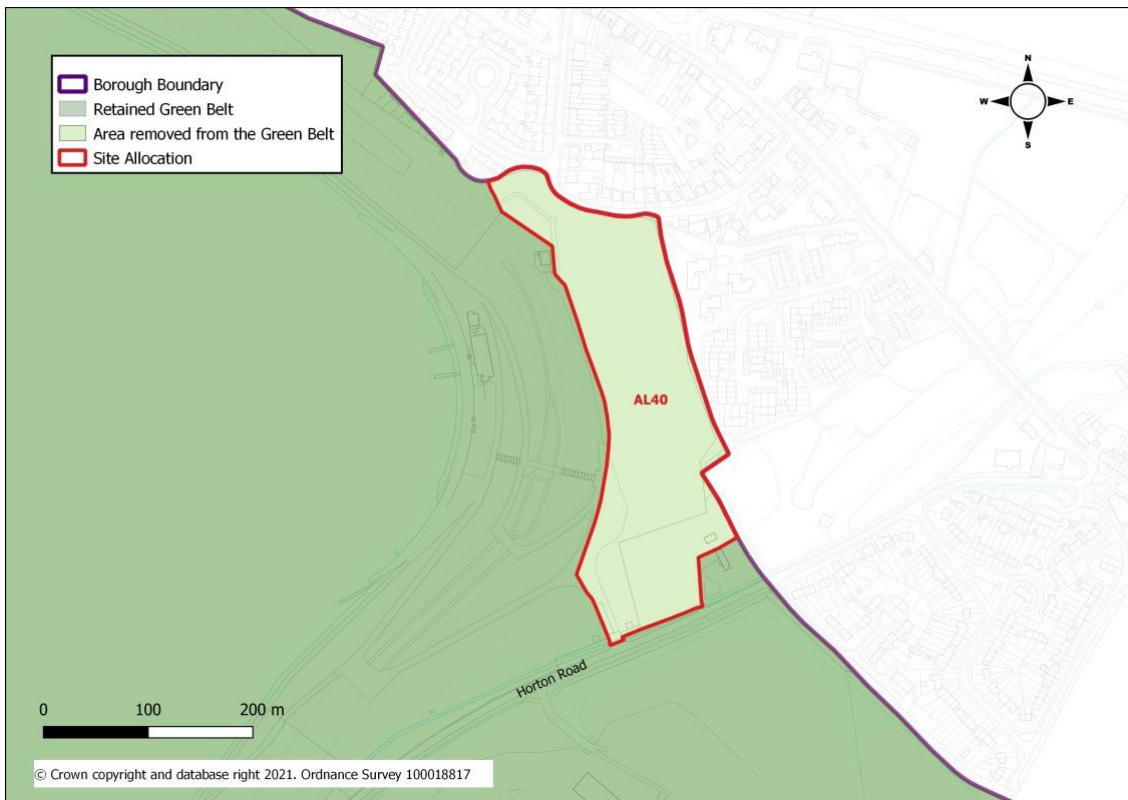 Borough Boundary
Retained Green Belt
Area removed from the Green Belt
Site Allocation
N
W E
S
AL40
Horton Road
0 100 200 m
© Crown copyright and database right 2021. Ordnance Survey 100018817